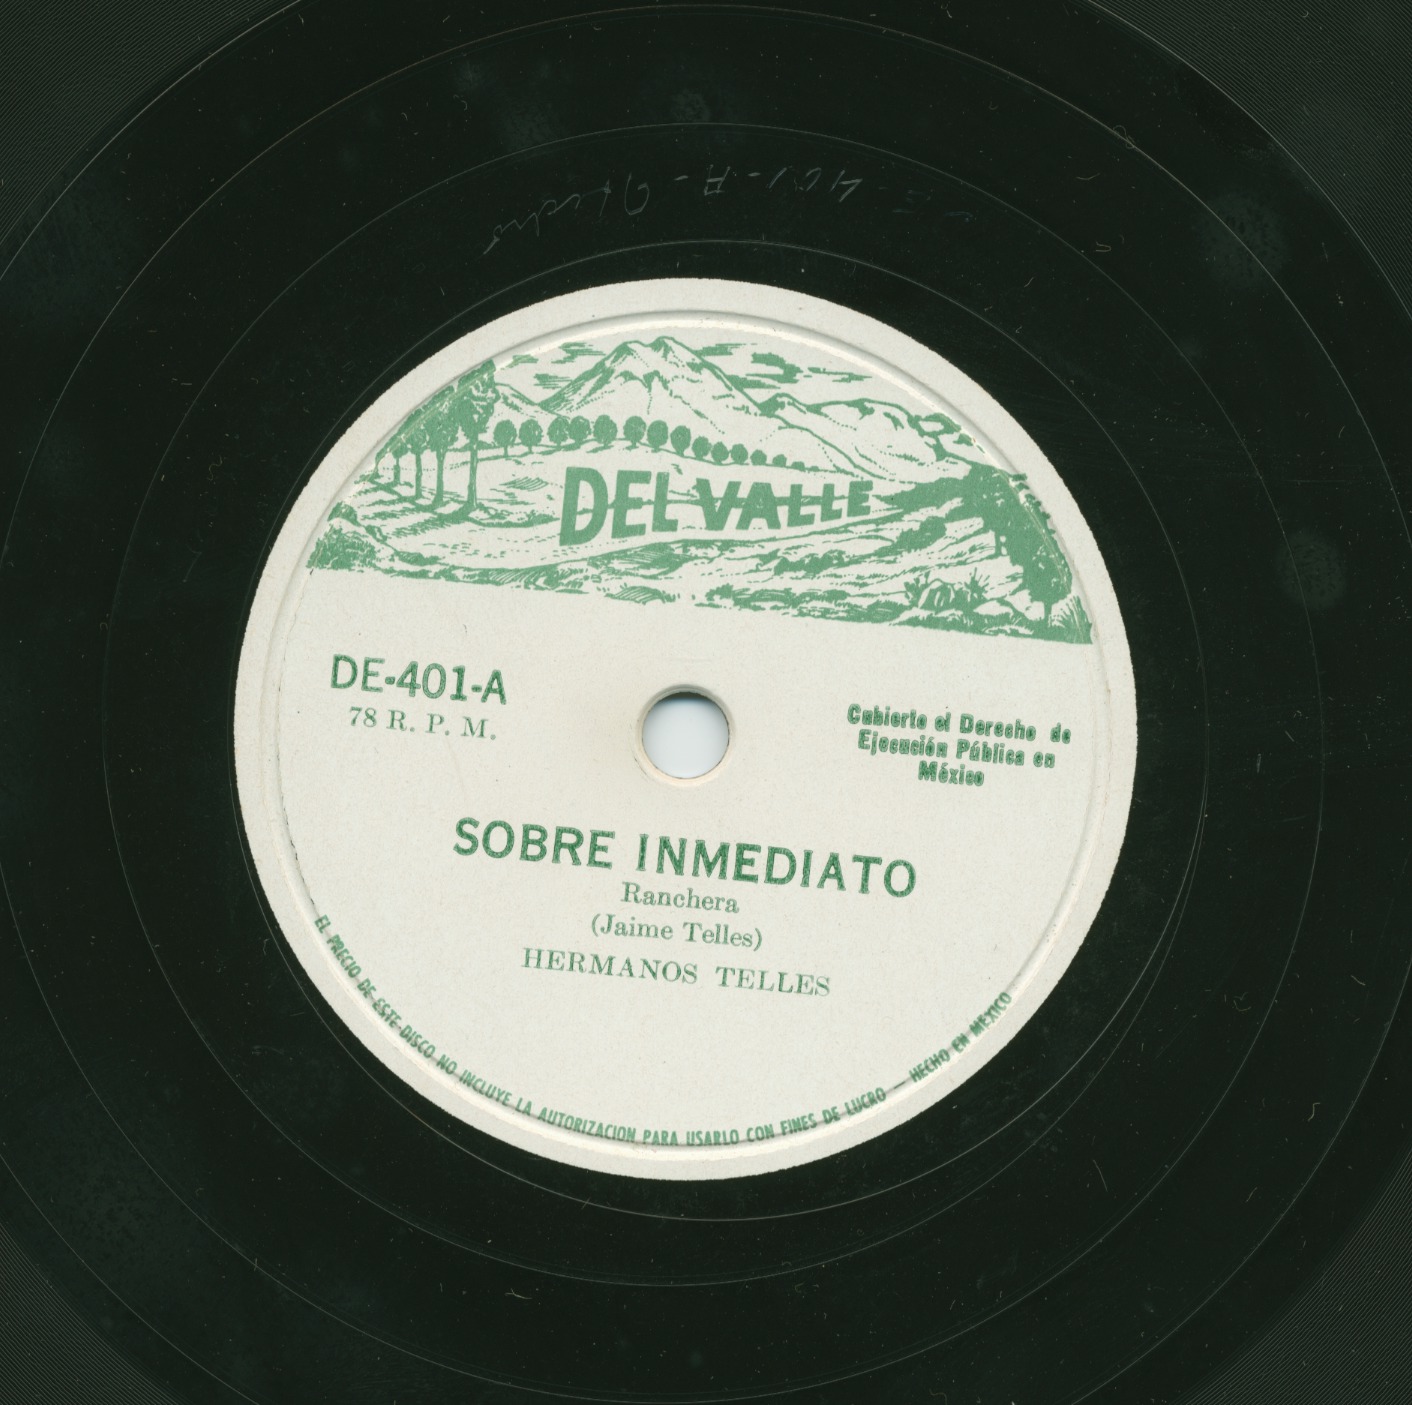 DEL VALLE
DE-401-A
78 R. P. M.
Cubierto el Derecho de
Ejecución Pública en
México
SOBRE INMEDIATO
Ranchera
(Jaime Telles)
HERMANOS TELLES
EL PRECIO DE ESTE DISCO NO INCLUYE LA AUTORIZACION PARA USARLO CON FINES DE LUCRO — HECHO EN MEXICO